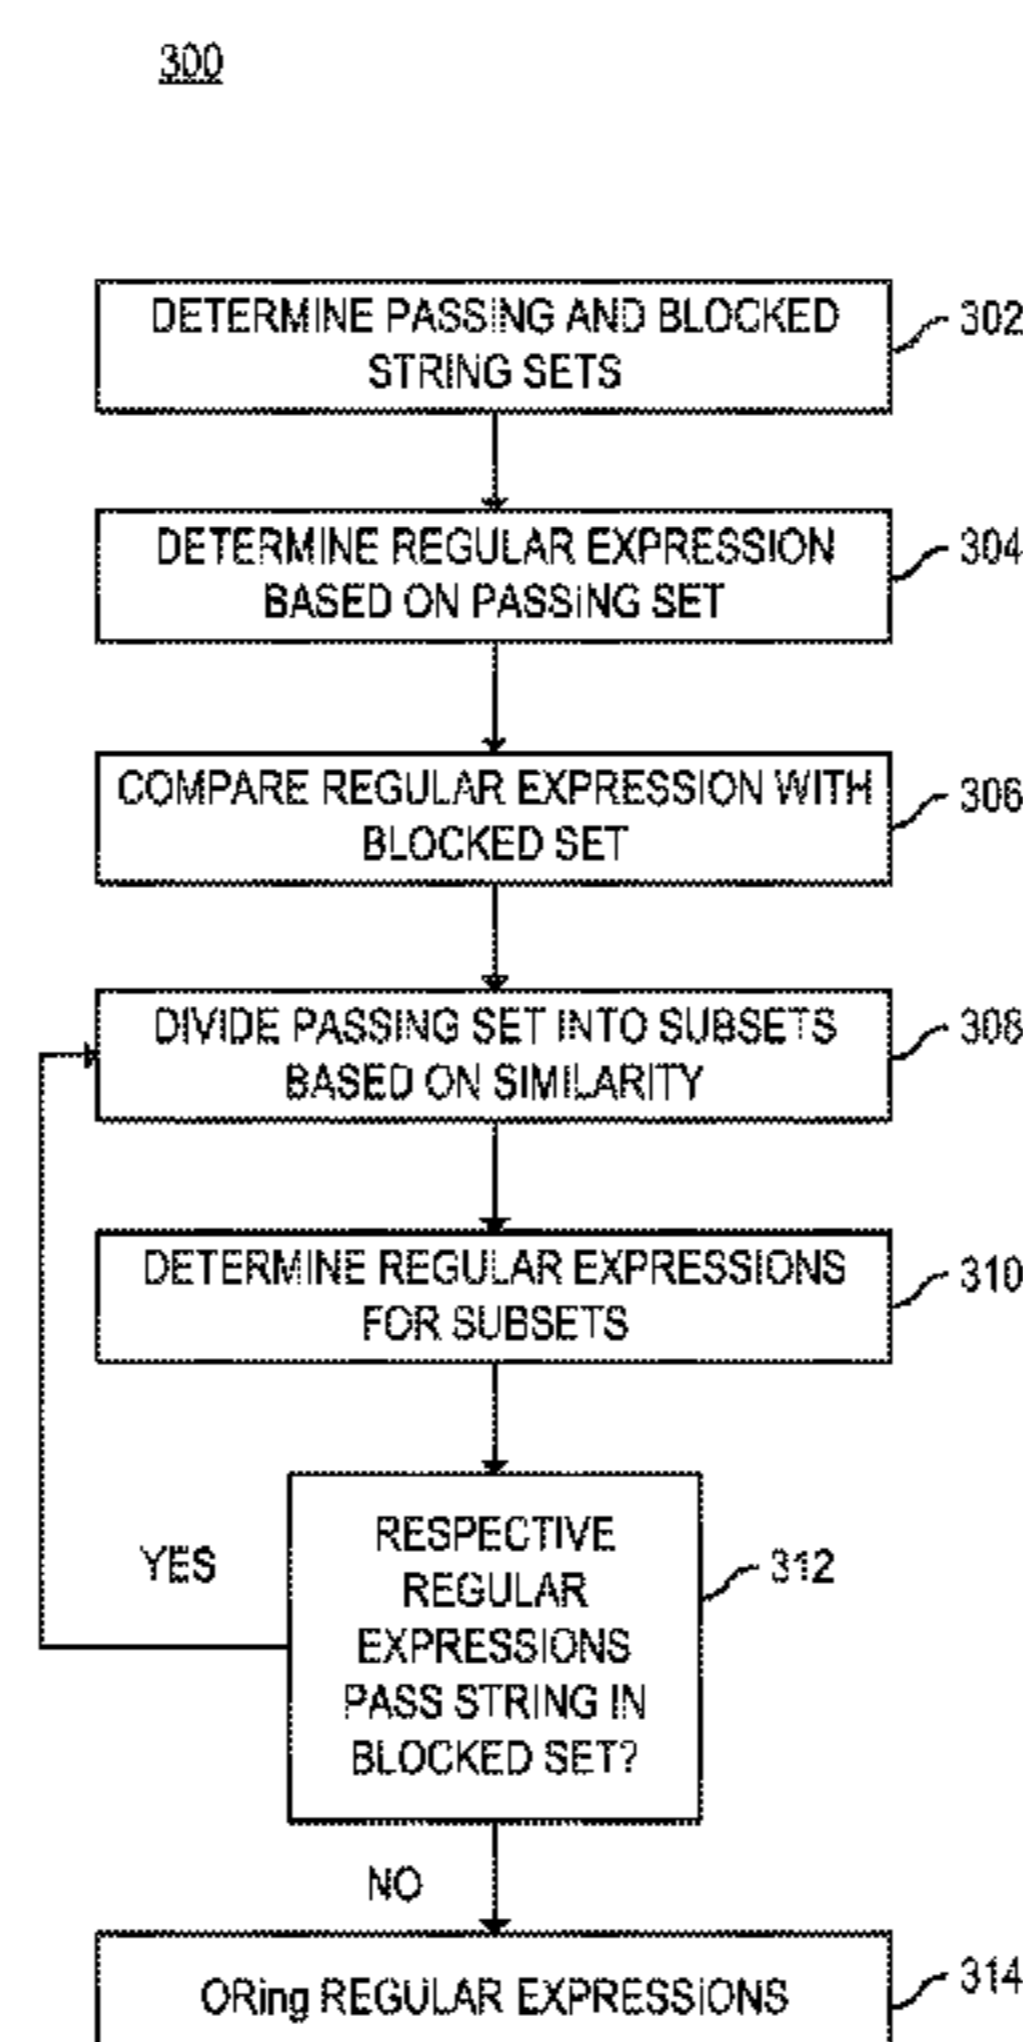 300
DETERMINE PASSING AND BLOCKED
STRING SETS
302
DETERMINE REGULAR EXPRESSION
BASED ON PASSING SET
304
COMPARE REGULAR EXPRESSION WITH
BLOCKED SET
306
DIVIDE PASSING SET INTO SUBSETS
BASED ON SIMILARITY
308
DETERMINE REGULAR EXPRESSIONS
FOR SUBSETS
310
RESPECTIVE
REGULAR
EXPRESSIONS
PASS STRING IN
BLOCKED SET?
312
YES
NO
ORing REGULAR EXPRESSIONS
314